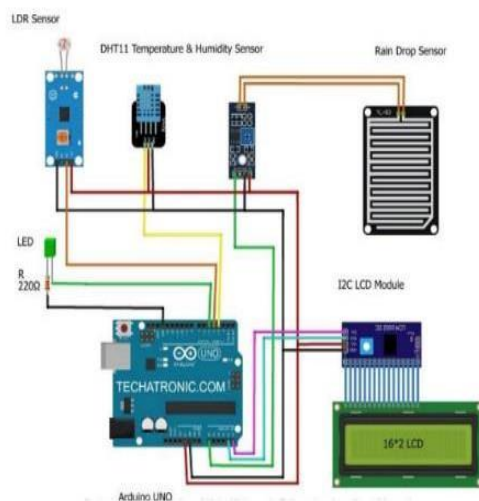 LDR Sensor
DHT11 Temperature & Humidity Sensor
Rain Drop Sensor
LED
R
220Ω
I2C LCD Module
UNO
TECHATRONIC.COM
16*2 LCD
Arduino UNO